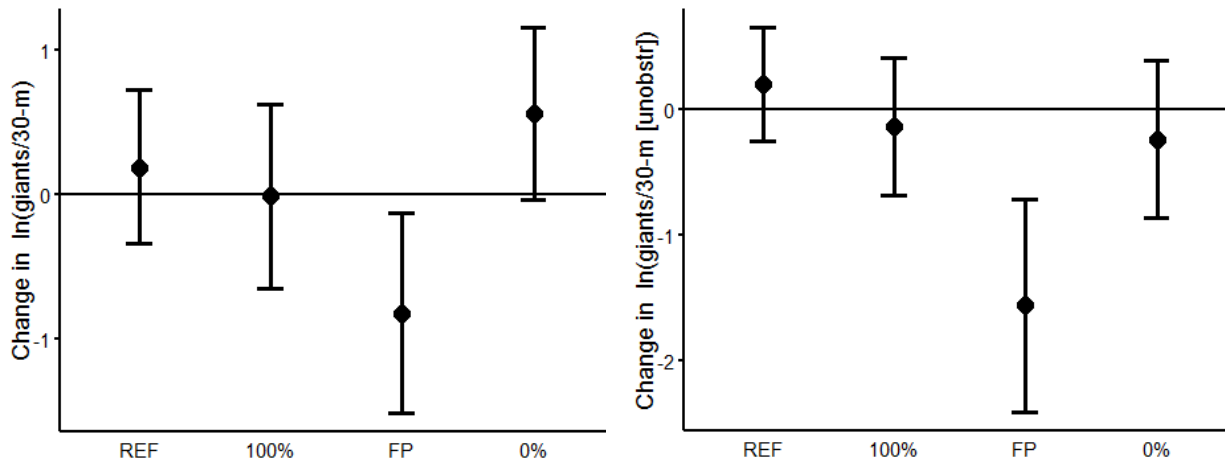 Change in ln(giants/30-m)
1
0
-1
REF 100% FP 0%
Change in ln(giants/30-m [unobstr])
0
-1
-2
REF 100% FP 0%